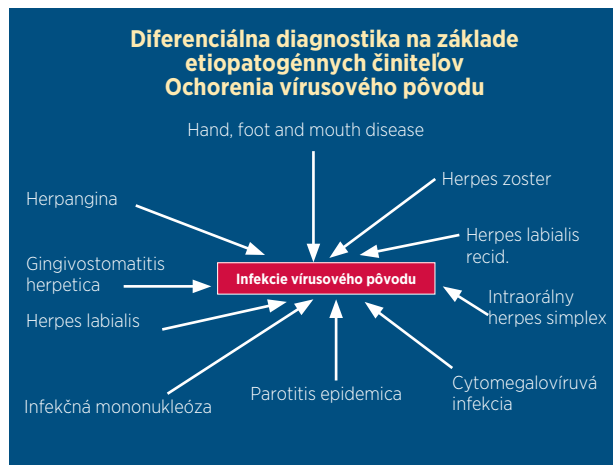 Diferenciálna diagnostika na základe
etiopatogénnych činiteľov
Ochorenia vírusového pôvodu
Hand, foot and mouth disease
Herpes zoster
Herpangina
Herpes labialis
recid.
Gingivostomatitis
herpetica
Infekcie vírusového pôvodu
Intraorálny
herpes simplex
Herpes labialis
Infekčná mononukleóza
Parotitis epidemica
Cytomegalovíruvá
infekcia